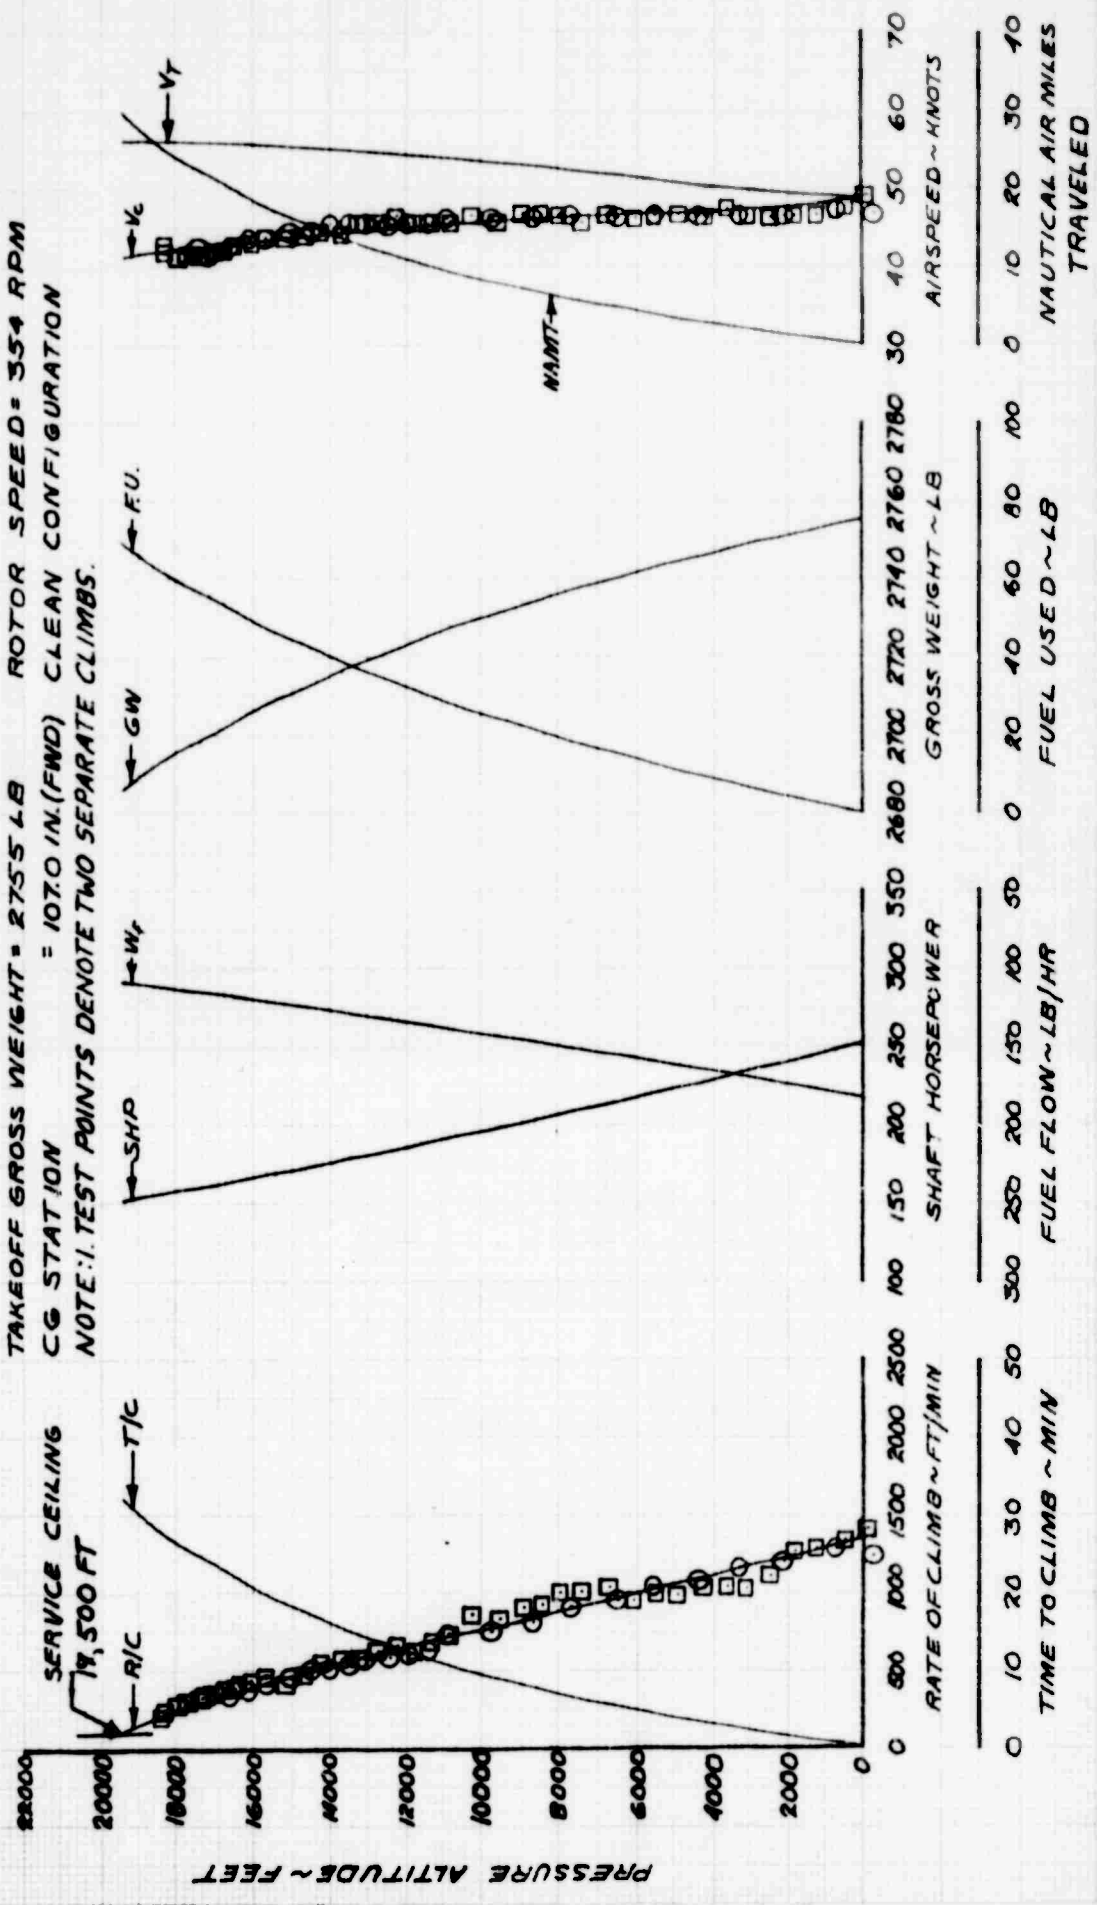 TAKEOFF GROSS WEIGHT = 2755 LB ROTOR SPEED = 354 RPM
CG STATION = 107.0 IN.(FWD) CLEAN CONFIGURATION
NOTE:1. TEST POINTS DENOTE TWO SEPARATE CLIMBS.
SERVICE CEILING
19,500 FT
R/C
T/C
SHP
Wf
GW
F.U.
VC
VT
NAMT
PRESSURE ALTITUDE ~ FEET
22000
20000
18000
16000
14000
12000
10000
8000
6000
4000
2000
0
0 500 1000 1500 2000 2500
RATE OF CLIMB ~ FT/MIN
0 10 20 30 40 50
TIME TO CLIMB ~ MIN
100 150 200 250 300 350
SHAFT HORSEPOWER
300 250 200 150 100 50
FUEL FLOW ~ LB/HR
2680 2700 2720 2740 2760 2780
GROSS WEIGHT ~ LB
0 20 40 60 80 100
FUEL USED ~ LB
30 40 50 60 70
AIRSPEED ~ KNOTS
0 10 20 30 40
NAUTICAL AIR MILES
TRAVELED